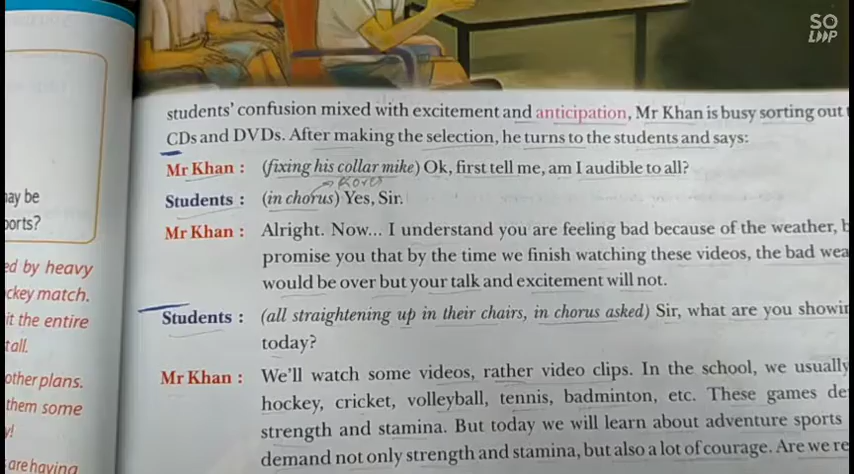 SO
LOOP
students' confusion mixed with excitement and anticipation, Mr Khan is busy sorting out
CDs and DVDs. After making the selection, he turns to the students and says:
Mr Khan : (fixing his collar mike) Ok, first tell me, am I audible to all?
Students : (in chorus) Yes, Sir.
Mr Khan : Alright. Now... I understand you are feeling bad because of the weather,
promise you that by the time we finish watching these videos, the bad
would be over but your talk and excitement will not.
Students : (all straightening up in their chairs, in chorus asked) Sir, what are you
today?
Mr Khan : We'll watch some videos, rather video clips. In the school, we usually
hockey, cricket, volleyball, tennis, badminton, etc. These games
strength and stamina. But today we will learn about adventure sports
demand not only strength and stamina, but also a lot of courage. Are we
may be
ports?
ed by heavy
ckey match.
it the entire
t all.
other plans.
them some
y!
are having